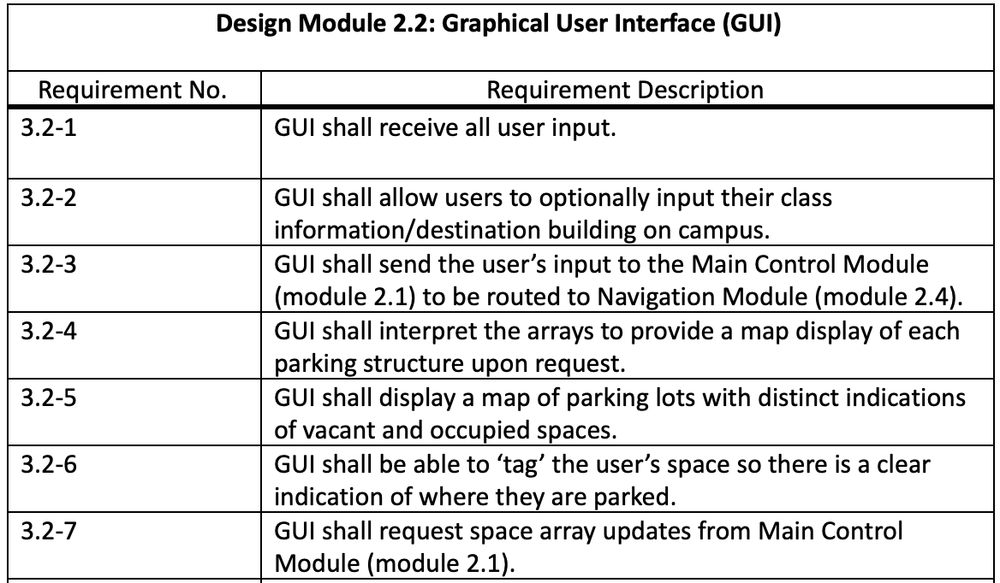 Design Module 2.2: Graphical User Interface (GUI)
Requirement No. Requirement Description
3.2-1 GUI shall receive all user input.
3.2-2 GUI shall allow users to optionally input their class
information/destination building on campus.
3.2-3 GUI shall send the user’s input to the Main Control Module
(module 2.1) to be routed to Navigation Module (module 2.4).
3.2-4 GUI shall interpret the arrays to provide a map display of each
parking structure upon request.
3.2-5 GUI shall display a map of parking lots with distinct indications
of vacant and occupied spaces.
3.2-6 GUI shall be able to ‘tag’ the user’s space so there is a clear
indication of where they are parked.
3.2-7 GUI shall request space array updates from Main Control
Module (module 2.1).